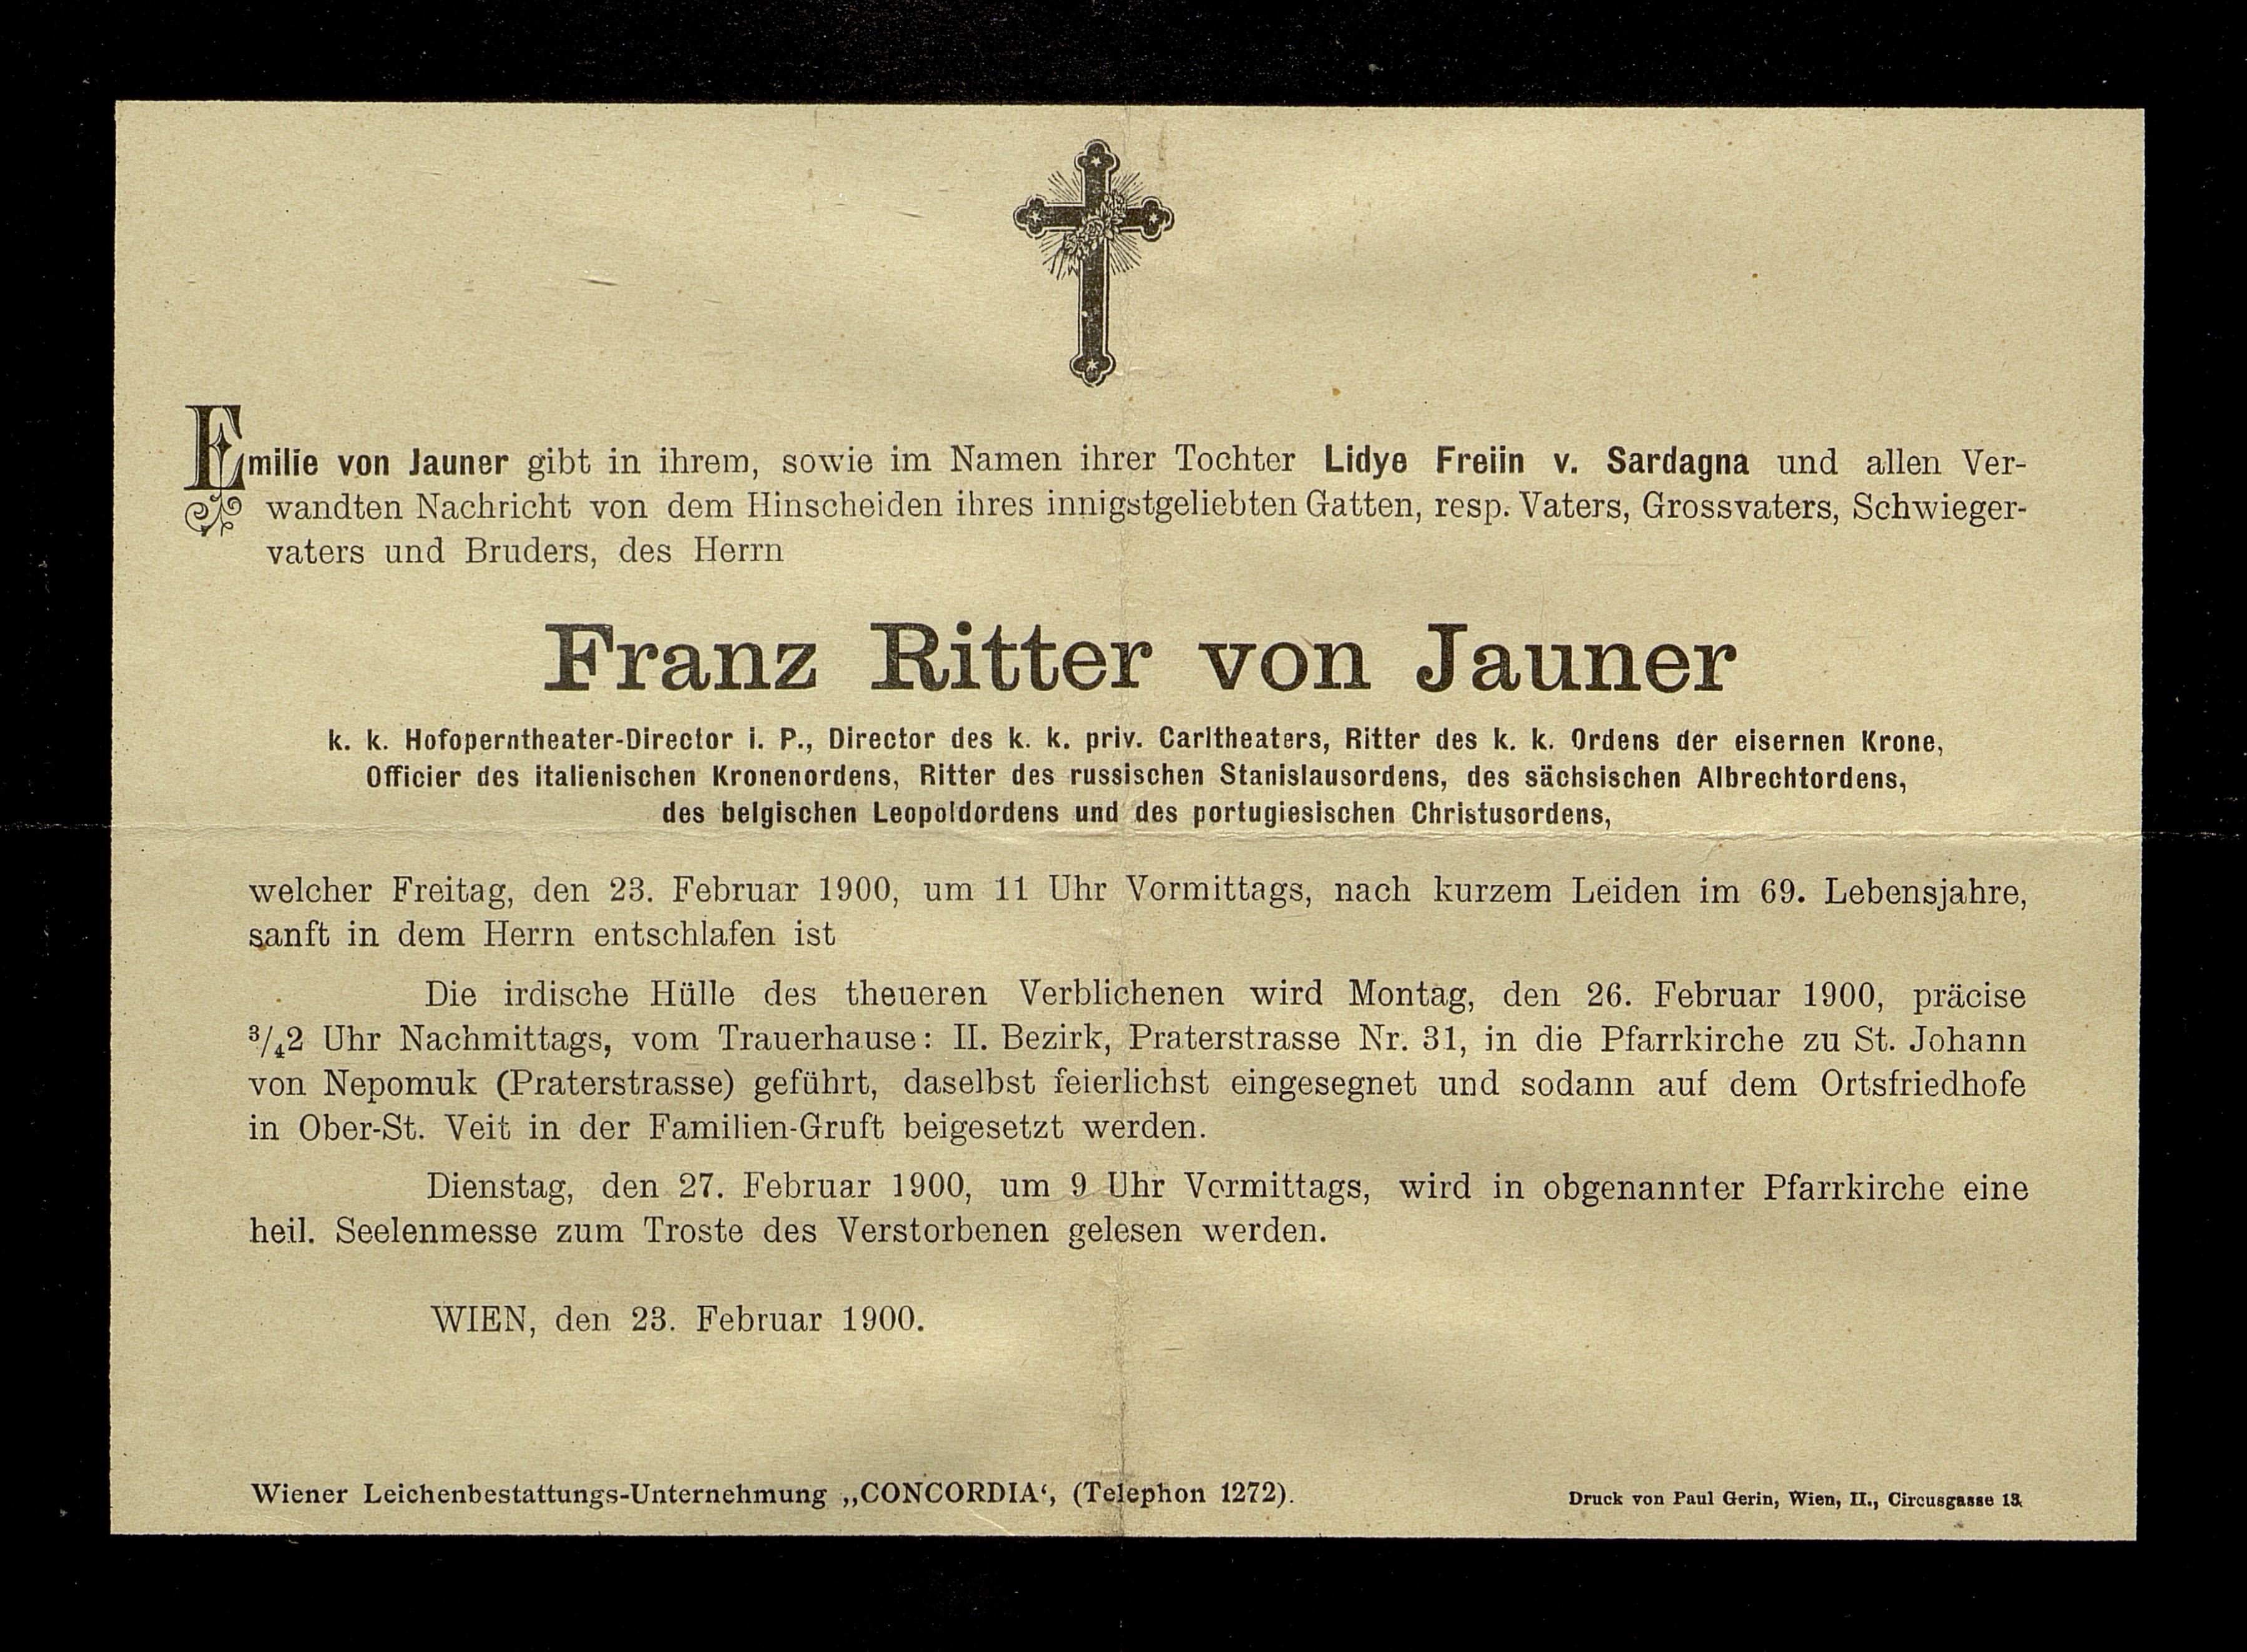 Emilie von Jauner gibt in ihrem, sowie im Namen ihrer Tochter Lidye Freiin v. Sardagna und allen Ver-
wandten Nachricht von dem Hinscheiden ihres innigstgeliebten Gatten, resp. Vaters, Grossvaters, Schwieger-
vaters und Bruders, des Herrn
Franz Ritter von Jauner
k. k. Hofoperntheater-Director i. P., Director des k. k. priv. Carltheaters, Ritter des k. k. Ordens der eisernen Krone,
Officier des italienischen Kronenordens, Ritter des russischen Stanislausordens, des sächsischen Albrechtordens,
des belgischen Leopoldordens und des portugiesischen Christusordens,
welcher Freitag, den 23. Februar 1900, um 11 Uhr Vormittags, nach kurzem Leiden im 69. Lebensjahre,
sanft in dem Herrn entschlafen ist
Die irdische Hülle des theueren Verblichenen wird Montag, den 26. Februar 1900, präcise
3/42 Uhr Nachmittags, vom Trauerhause: II. Bezirk, Praterstrasse Nr. 31, in die Pfarrkirche zu St. Johann
von Nepomuk (Praterstrasse) geführt, daselbst feierlichst eingesegnet und sodann auf dem Ortsfriedhofe
in Ober-St. Veit in der Familien-Gruft beigesetzt werden.
Dienstag, den 27. Februar 1900, um 9 Uhr Vormittags, wird in obgenannter Pfarrkirche eine
heil. Seelenmesse zum Troste des Verstorbenen gelesen werden.
WIEN, den 23. Februar 1900.
Wiener Leichenbestattungs-Unternehmung „CONCORDIA‘, (Telephon 1272).
Druck von Paul Gerin, Wien, II., Circusgasse 13.